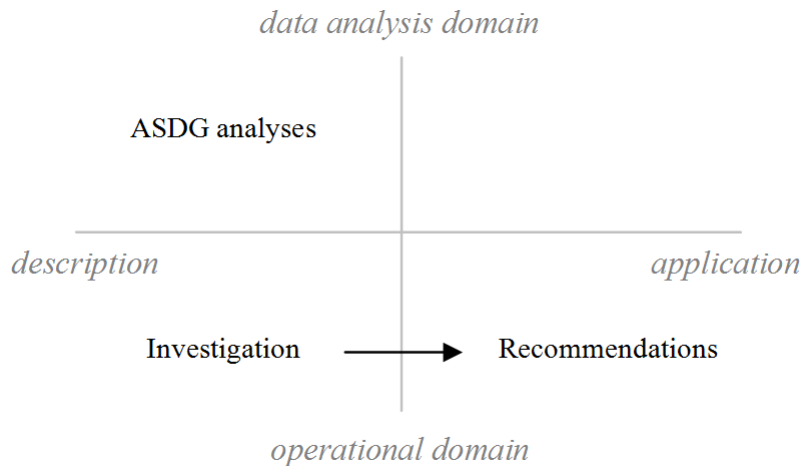 data analysis domain
ASDG analyses
description
application
Investigation
Recommendations
operational domain